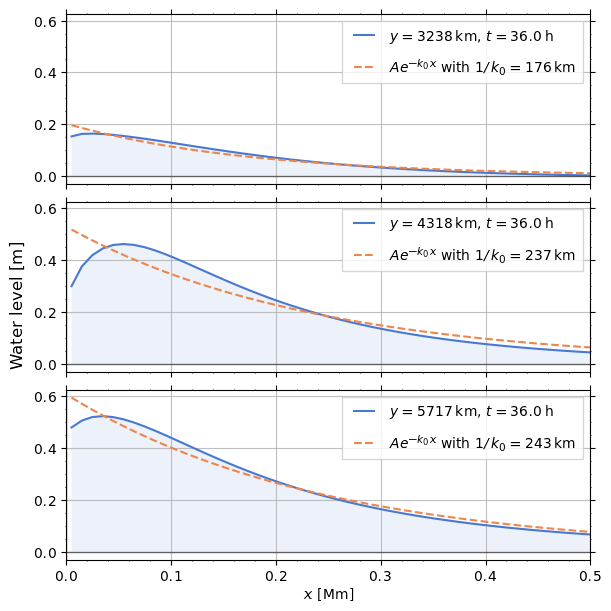 0.6
y = 3238 km, t = 36.0 h
Ae^{-k_0x} with 1/k_0 = 176 km
0.4
0.2
0.0
0.6
y = 4318 km, t = 36.0 h
Ae^{-k_0x} with 1/k_0 = 237 km
0.4
0.2
0.0
Water level [m]
0.6
y = 5717 km, t = 36.0 h
Ae^{-k_0x} with 1/k_0 = 243 km
0.4
0.2
0.0
0.0 0.1 0.2 0.3 0.4 0.5
x [Mm]